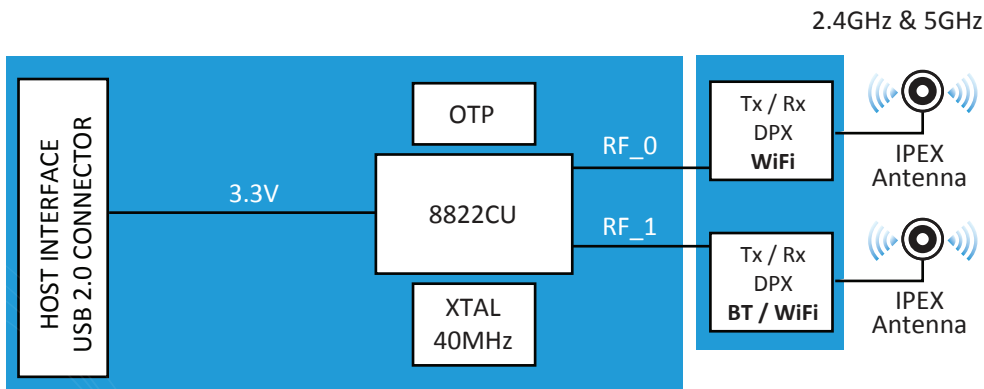 2.4GHz & 5GHz
HOST INTERFACE
USB 2.0 CONNECTOR
3.3V
OTP
8822CU
XTAL
40MHz
RF_0
RF_1
Tx / Rx
DPX
WiFi
IPEX
Antenna
Tx / Rx
DPX
BT / WiFi
IPEX
Antenna